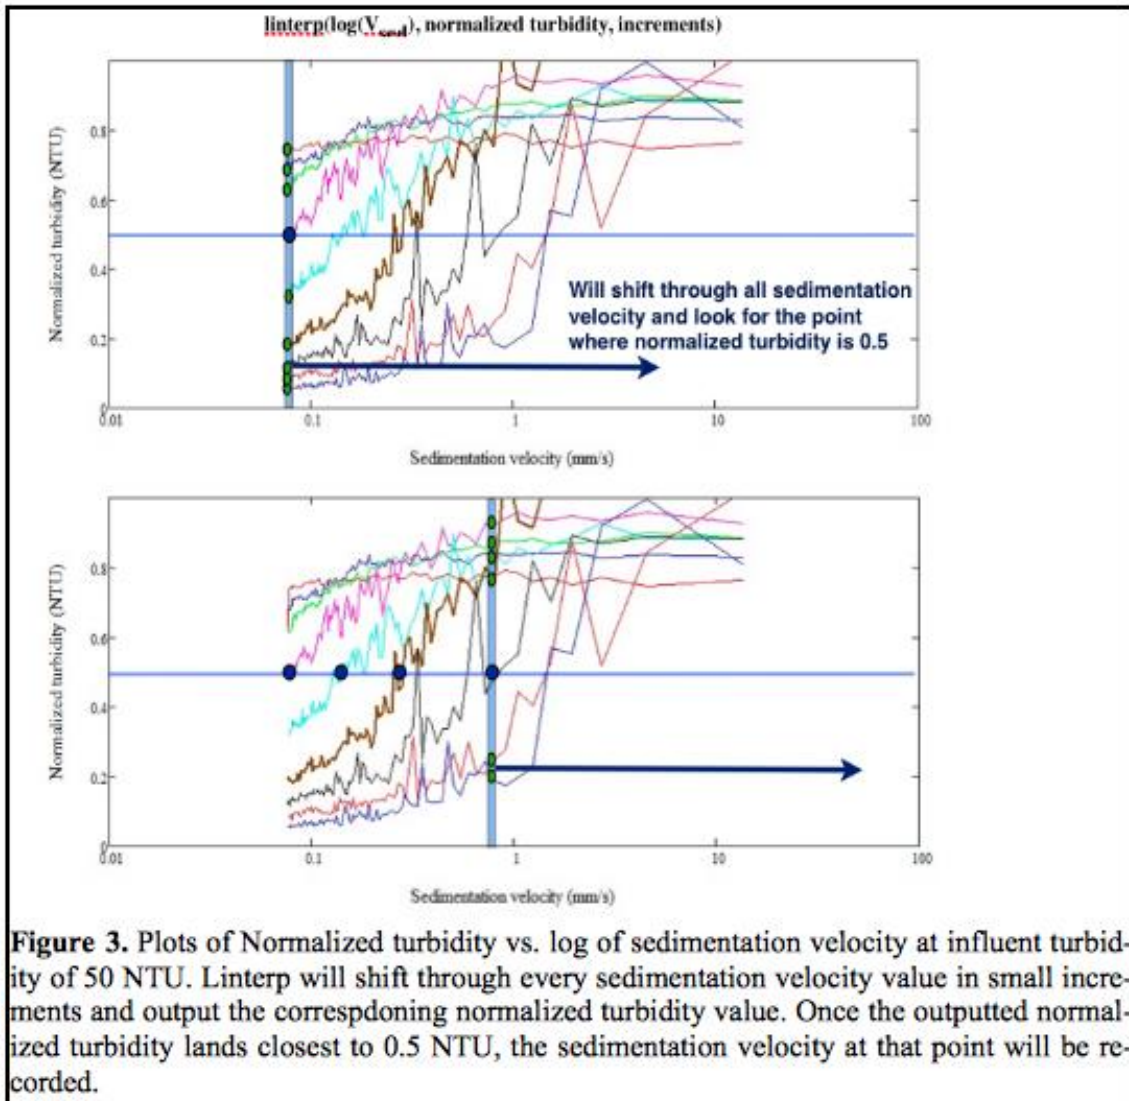 linterp(log(Vsed), normalized turbidity, increments)
Normalized turbidity (NTU)
0.8
0.6
0.4
0.2
0
0.01
0.1
1
10
100
Will shift through all sedimentation
velocity and look for the point
where normalized turbidity is 0.5
Sedimentation velocity (mm/s)
Normalized turbidity (NTU)
0.8
0.6
0.4
0.2
0
0.01
0.1
1
10
100
Sedimentation velocity (mm/s)
Figure 3. Plots of Normalized turbidity vs. log of sedimentation velocity at influent turbid-
ity of 50 NTU. Linterp will shift through every sedimentation velocity value in small incre-
ments and output the correspdoning normalized turbidity value. Once the outputted normal-
ized turbidity lands closest to 0.5 NTU, the sedimentation velocity at that point will be re-
corded.